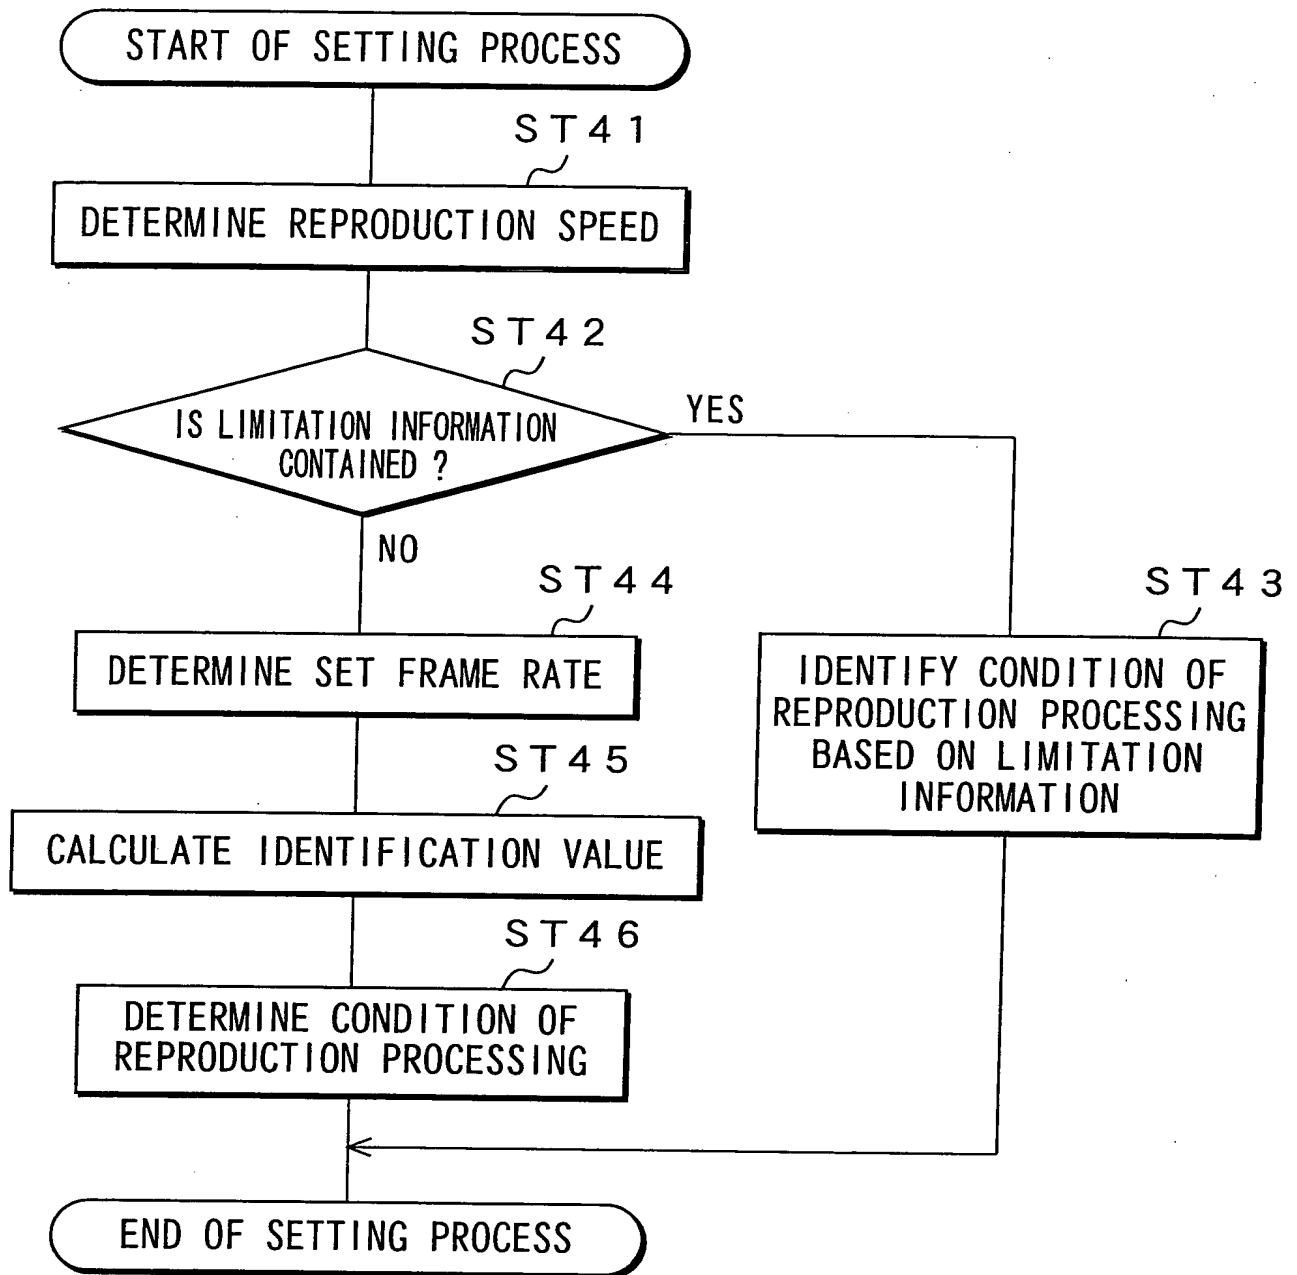 START OF SETTING PROCESS
ST41
DETERMINE REPRODUCTION SPEED
ST42
IS LIMITATION INFORMATION
CONTAINED ?
YES
NO
ST44
DETERMINE SET FRAME RATE
ST43
IDENTIFY CONDITION OF
REPRODUCTION PROCESSING
BASED ON LIMITATION
INFORMATION
ST45
CALCULATE IDENTIFICATION VALUE
ST46
DETERMINE CONDITION OF
REPRODUCTION PROCESSING
END OF SETTING PROCESS